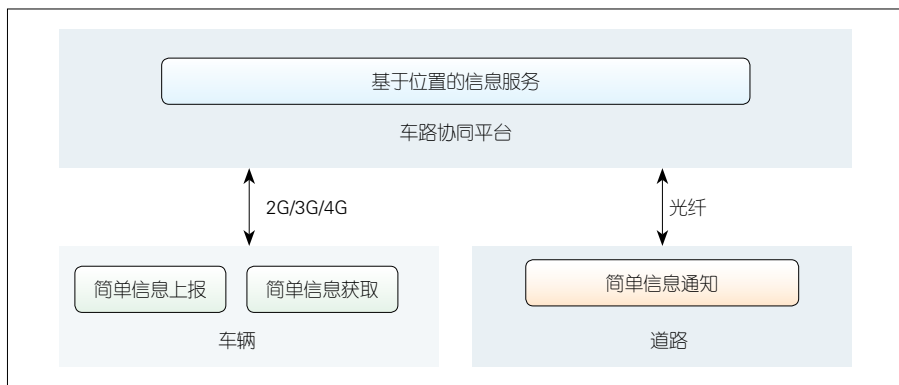 基于位置的信息服务
车路协同平台
2G/3G/4G
光纤
简单信息上报
简单信息获取
简单信息通知
车辆
道路